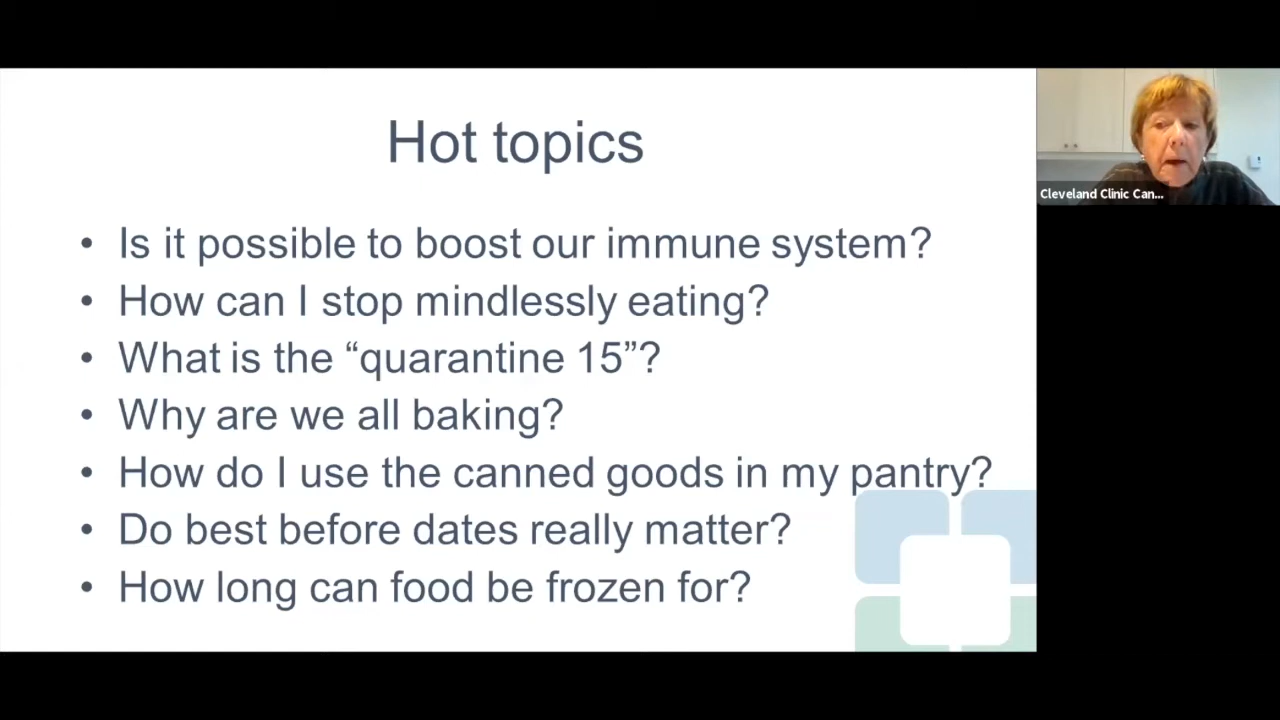 Hot topics
• Is it possible to boost our immune system?
• How can I stop mindlessly eating?
• What is the “quarantine 15”?
• Why are we all baking?
• How do I use the canned goods in my pantry?
• Do best before dates really matter?
• How long can food be frozen for?
Cleveland Clinic Can...